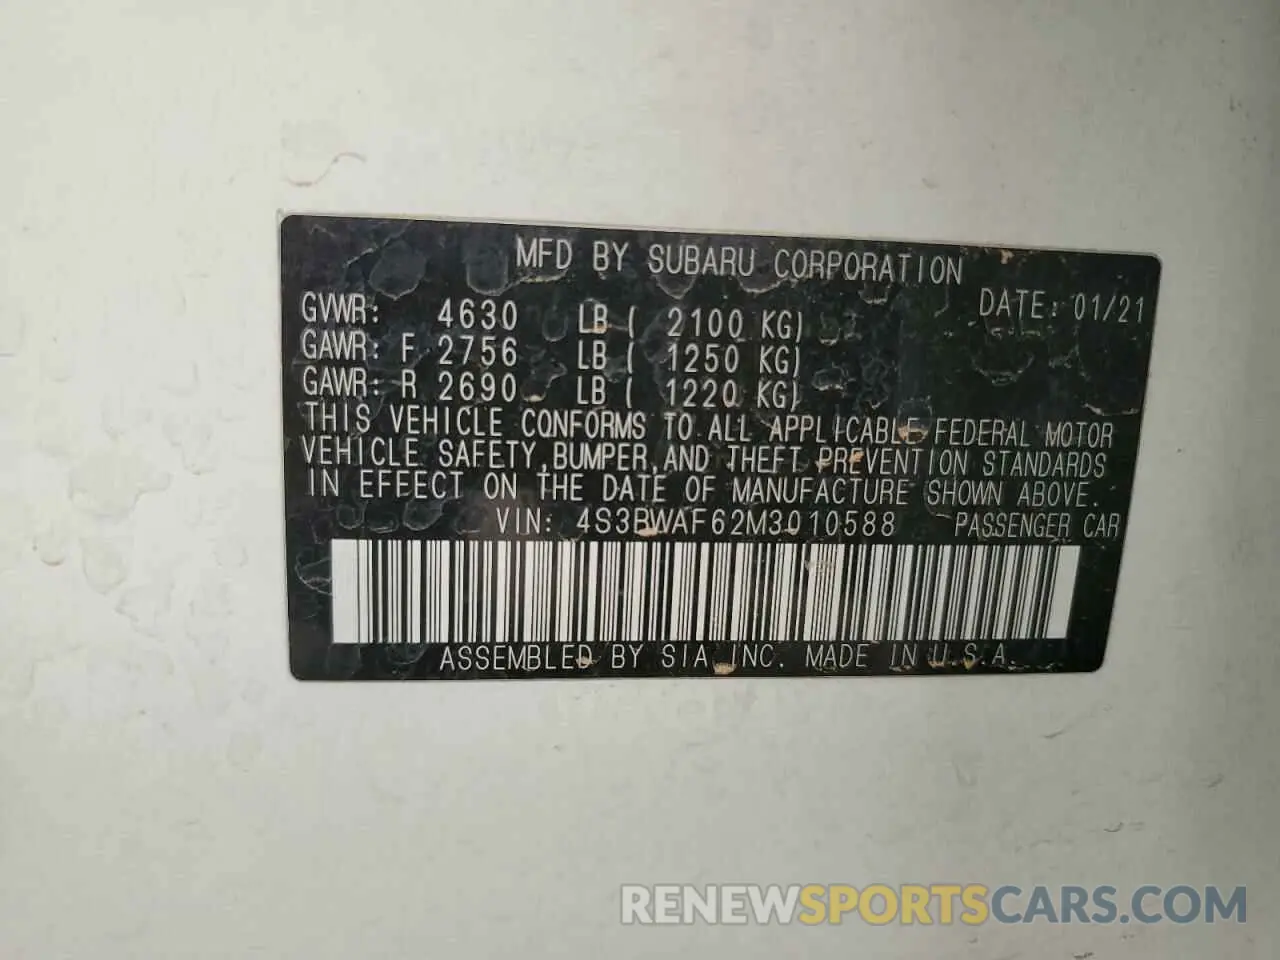 MFD BY SUBARU CORPORATION
DATE: 01/21
GVWR: 4630 LB ( 2100 KG)
GAWR: F 2756 LB ( 1250 KG)
GAWR: R 2690 LB ( 1220 KG)
THIS VEHICLE CONFORMS TO ALL APPLICABLE FEDERAL MOTOR
VEHICLE SAFETY, BUMPER, AND THEFT PREVENTION STANDARDS
IN EFFECT ON THE DATE OF MANUFACTURE SHOWN ABOVE.
VIN: 4S3BWAF62M3010588 PASSENGER CAR
ASSEMBLED BY SIA INC. MADE IN U.S.A.
RENEWSPORTSCARS.COM